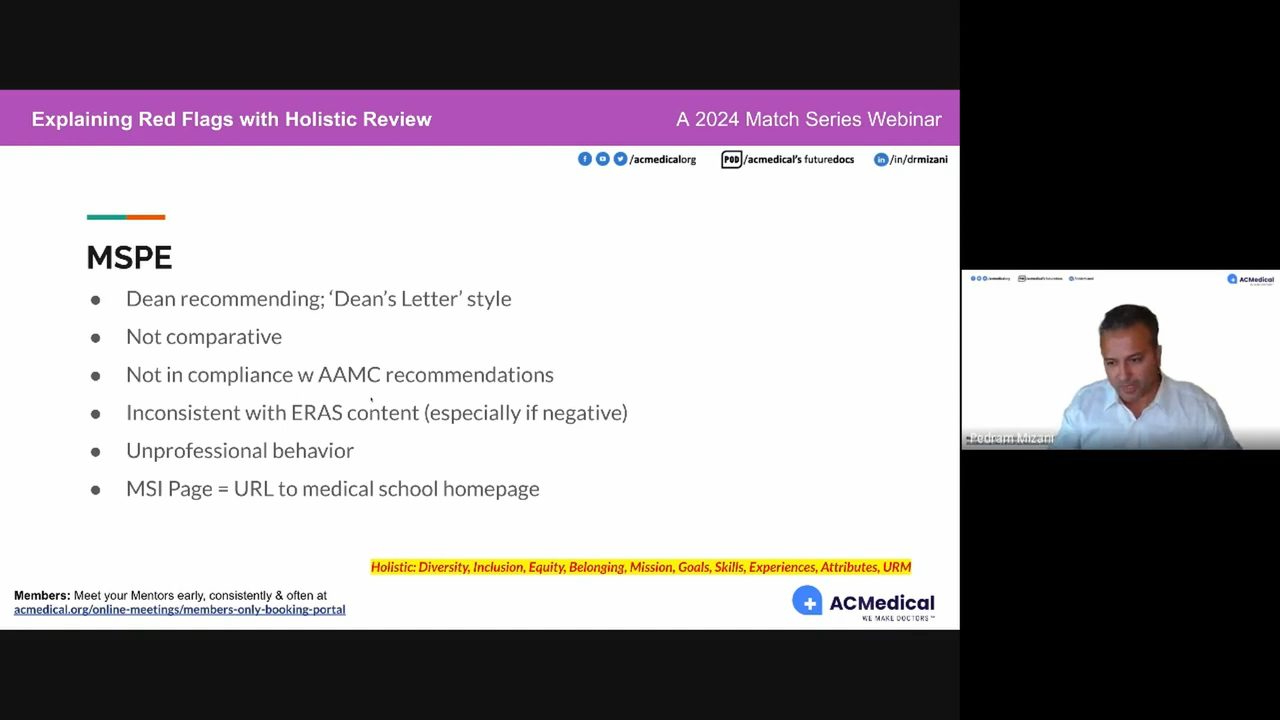 Explaining Red Flags with Holistic Review
A 2024 Match Series Webinar
/acmedicalorg
POD /acmedical's futuredocs
in /in/drmizani
MSPE
● Dean recommending; ‘Dean’s Letter’ style
● Not comparative
● Not in compliance w AAMC recommendations
● Inconsistent with ERAS content (especially if negative)
● Unprofessional behavior
● MSI Page = URL to medical school homepage
Holistic: Diversity, Inclusion, Equity, Belonging, Mission, Goals, Skills, Experiences, Attributes, URM
Members: Meet your Mentors early, consistently & often at
acmedical.org/online-meetings/members-only-booking-portal
ACMedical
WE MAKE DOCTORS™
ACMedical
Pedram Mizani